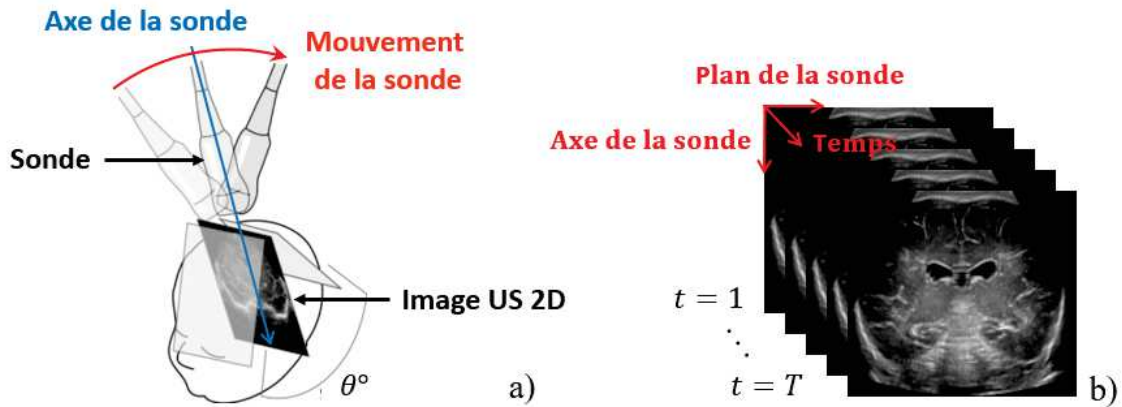 Axe de la sonde
Mouvement
de la sonde
Sonde
Image US 2D
θ°
a)
Plan de la sonde
Axe de la sonde
Temps
t = 1
⋱
t = T
b)